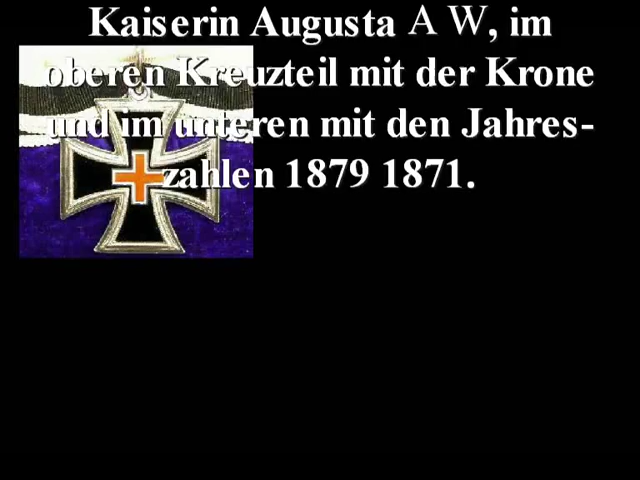 Kaiserin Augusta A W, im
oberen Kreuzteil mit der Krone
und im unteren mit den Jahres-
zahlen 1879 1871.